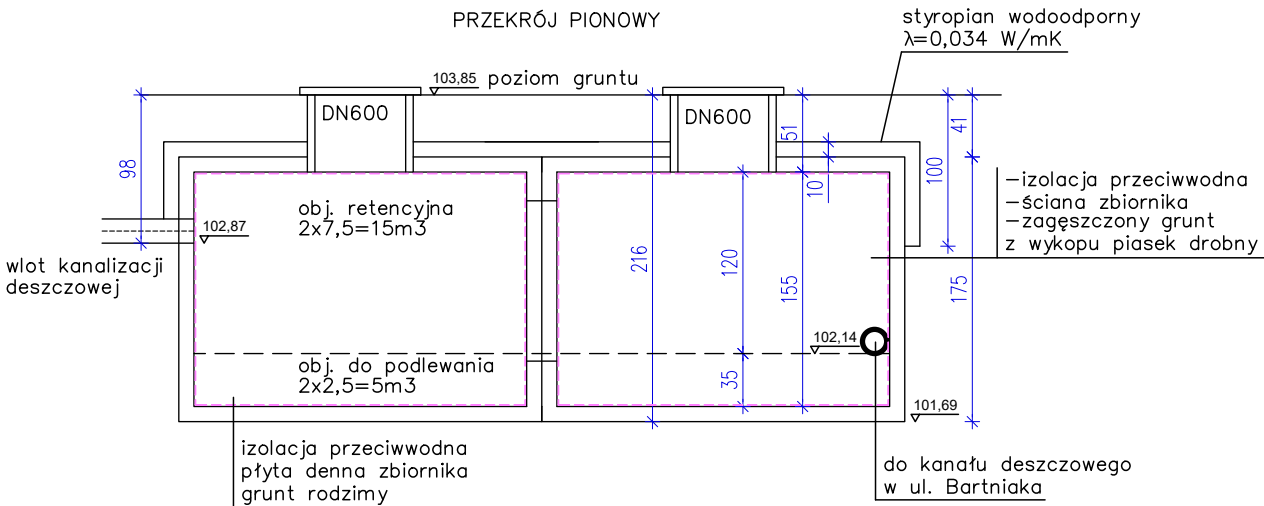 PRZEKRÓJ PIONOWY
styropian wodoodporny
λ=0,034 W/mK
103,85 poziom gruntu
DN600
DN600
98
51
41
100
10
obj. retencyjna
2x7,5=15m3
102,87
wlot kanalizacji
deszczowej
–izolacja przeciwwodna
–ściana zbiornika
–zagęszczony grunt
z wykopu piasek drobny
216
120
155
175
102,14
obj. do podlewania
2x2,5=5m3
35
101,69
izolacja przeciwwodna
płyta denna zbiornika
grunt rodzimy
do kanału deszczowego
w ul. Bartniaka